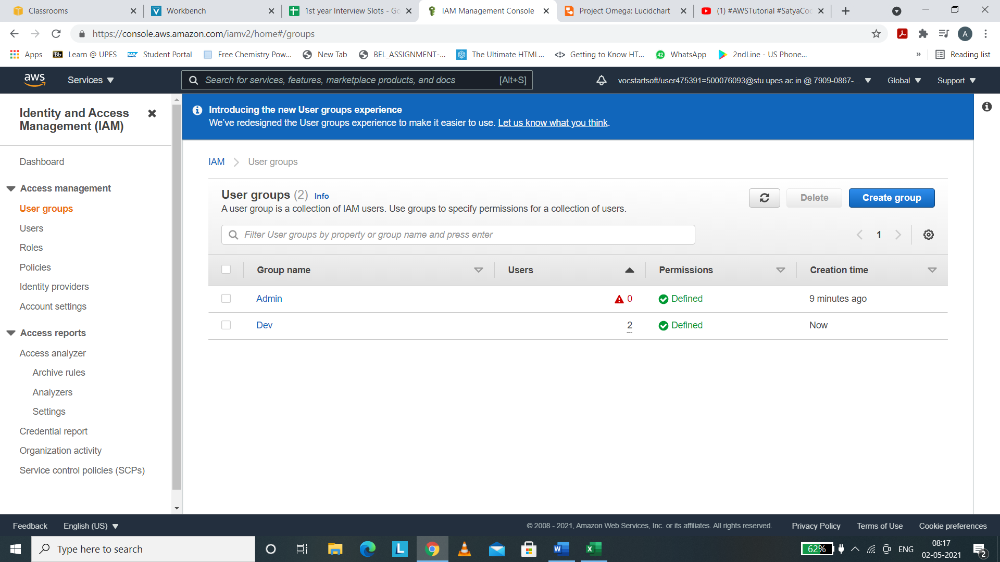 Classrooms
Workbench
1st year Interview Slots - Go
IAM Management Console
Project Omega: Lucidchart
(1) #AWSTutorial #SatyaCoo
https://console.aws.amazon.com/iamv2/home#/groups
A
Apps
Bb Learn @ UPES
SAP Student Portal
Free Chemistry Pow...
New Tab
BEL_ASSIGNMENT-...
The Ultimate HTML...
Getting to Know HT...
42 WhatsApp
2ndLine - US Phone...
»
Reading list
aws
Services
Search for services, features, marketplace products, and docs [Alt+S]
vocstartsoft/user475391=500076093@stu.upes.ac.in @ 7909-0867-...
Global
Support
Identity and Access
Management (IAM)
Dashboard
Access management
User groups
Users
Roles
Policies
Identity providers
Account settings
Access reports
Access analyzer
Archive rules
Analyzers
Settings
Credential report
Organization activity
Service control policies (SCPs)
Introducing the new User groups experience
We've redesigned the User groups experience to make it easier to use. Let us know what you think.
IAM
User groups
User groups (2) Info
A user group is a collection of IAM users. Use groups to specify permissions for a collection of users.
Delete
Create group
Filter User groups by property or group name and press enter
1
Group name Users Permissions Creation time
Admin 0 Defined 9 minutes ago
Dev 2 Defined Now
Feedback
English (US)
© 2008 - 2021, Amazon Web Services, Inc. or its affiliates. All rights reserved.
Privacy Policy
Terms of Use
Cookie preferences
Type here to search
L
W
X
62%
ENG
08:17
02-05-2021
2